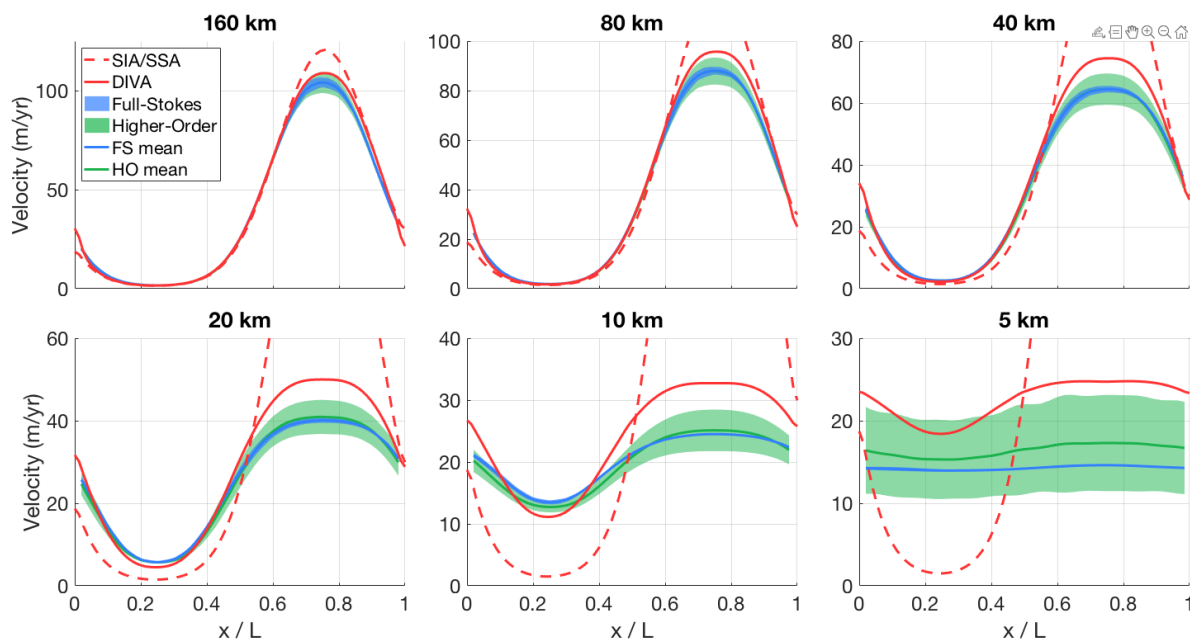 160 km
80 km
40 km
SIA/SSA
DIVA
Full-Stokes
Higher-Order
FS mean
HO mean
Velocity (m/yr)
0
50
100
0
20
40
60
80
100
0
20
40
60
80
20 km
10 km
5 km
Velocity (m/yr)
0
20
40
60
0
10
20
30
40
0
10
20
30
0 0.2 0.4 0.6 0.8 1
0 0.2 0.4 0.6 0.8 1
0 0.2 0.4 0.6 0.8 1
x / L
x / L
x / L